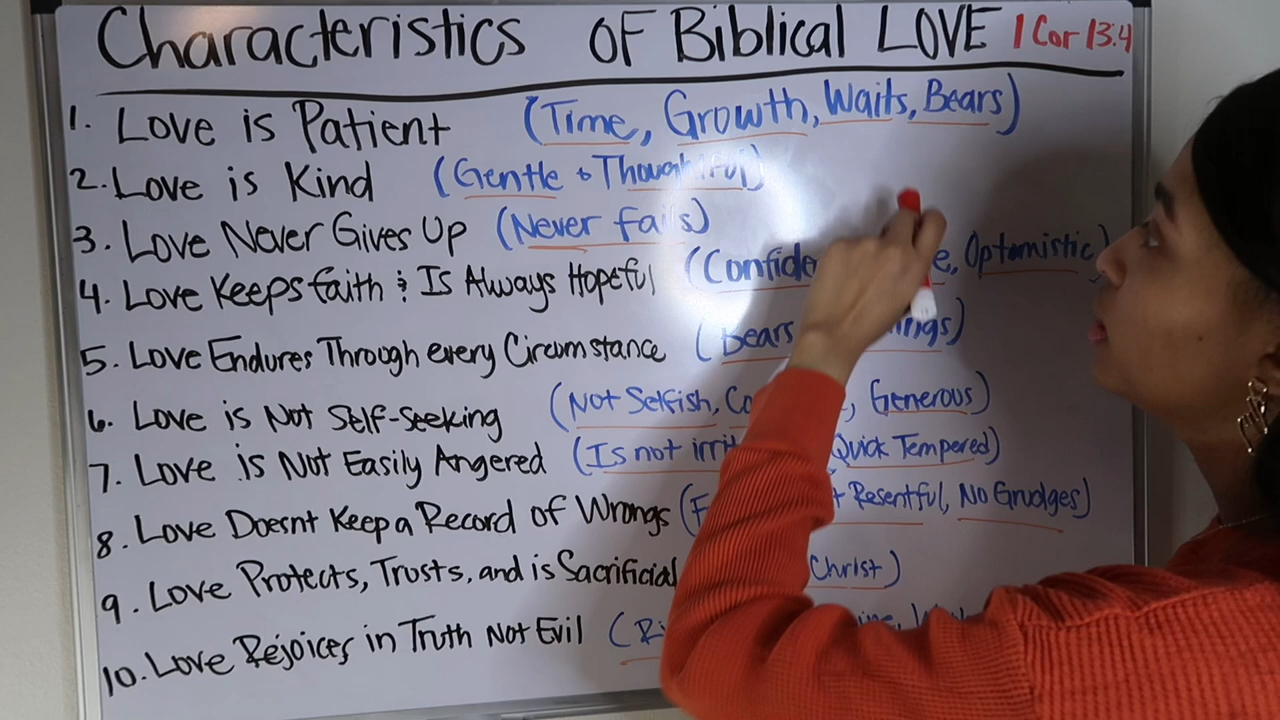 Characteristics OF Biblical LOVE 1 Cor 13:4
1. Love is Patient (Time, Growth, Waits, Bears)
2. Love is Kind (Gentle & Thoughtful)
3. Love Never Gives Up (Never fails)
4. Love Keeps faith & Is Always Hopeful (Optomistic)
5. Love Endures Through every Circumstance (Bears
6. Love is Not Self-Seeking (Not Selfish, Generous)
7. Love is Not Easily Angered (Is not Quick Tempered)
8. Love Doesnt Keep a Record of Wrongs ( Resentful, No Grudges)
9. Love Protects, Trusts, and is Sacrificial Christ)
10. Love Rejoices in Truth Not Evil (